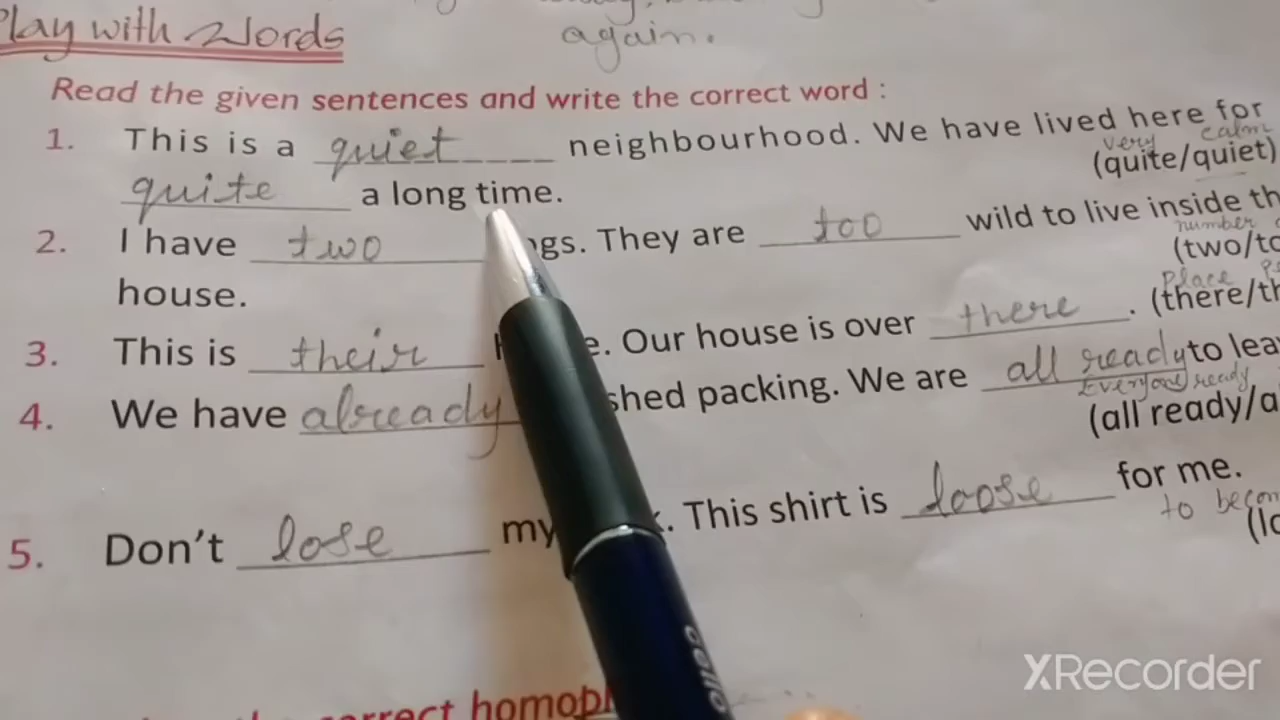 again.
Play with Words
Read the given sentences and write the correct word :
1. This is a quiet neighbourhood. We have lived here for
very calm
(quite/quiet)
quite a long time.
2. I have two gs. They are too wild to live inside th
number
(two/to
house.
place
3. This is their H e. Our house is over there. (there/th
4. We have already shed packing. We are all ready to lea
Everyone ready
(all ready/a
5. Don't lose my k. This shirt is loose for me.
to becom
(lo
correct homoph
cello
XRecorder